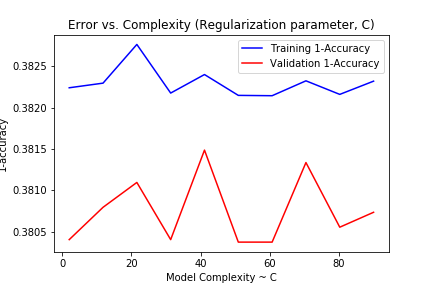 Error vs. Complexity (Regularization parameter, C)
Training 1-Accuracy
Validation 1-Accuracy
0.3825
0.3820
0.3815
0.3810
0.3805
1-accuracy
0 20 40 60 80
Model Complexity ~ C